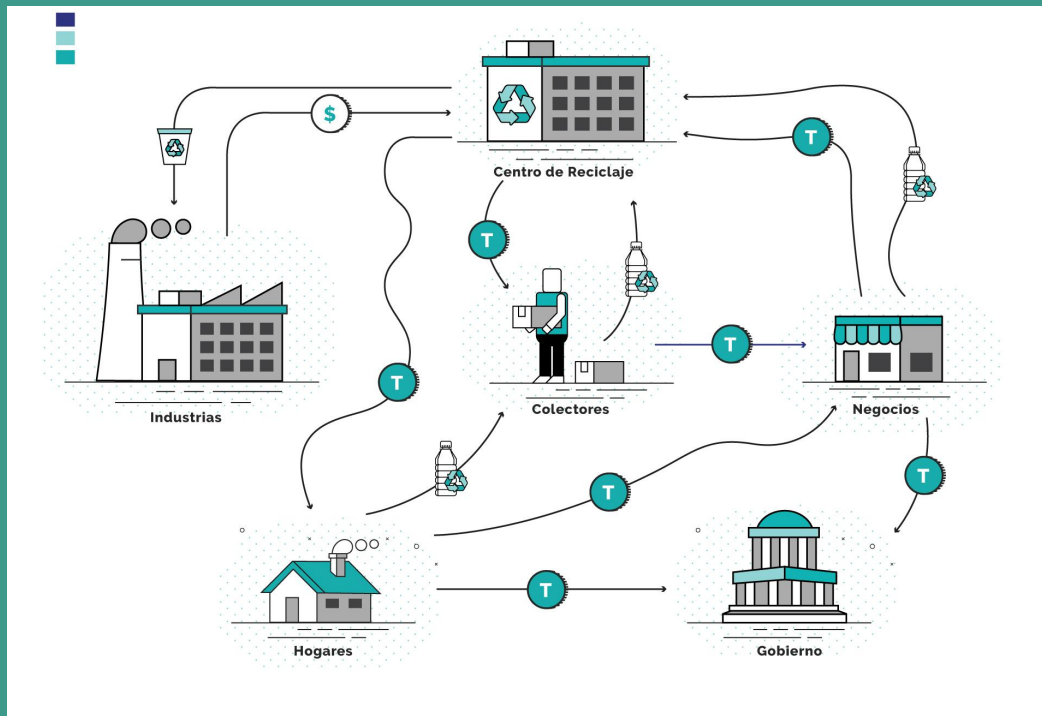 $
T
Centro de Reciclaje
T
T
T
Industrias
Colectores
Negocios
T
T
T
T
Hogares
Gobierno